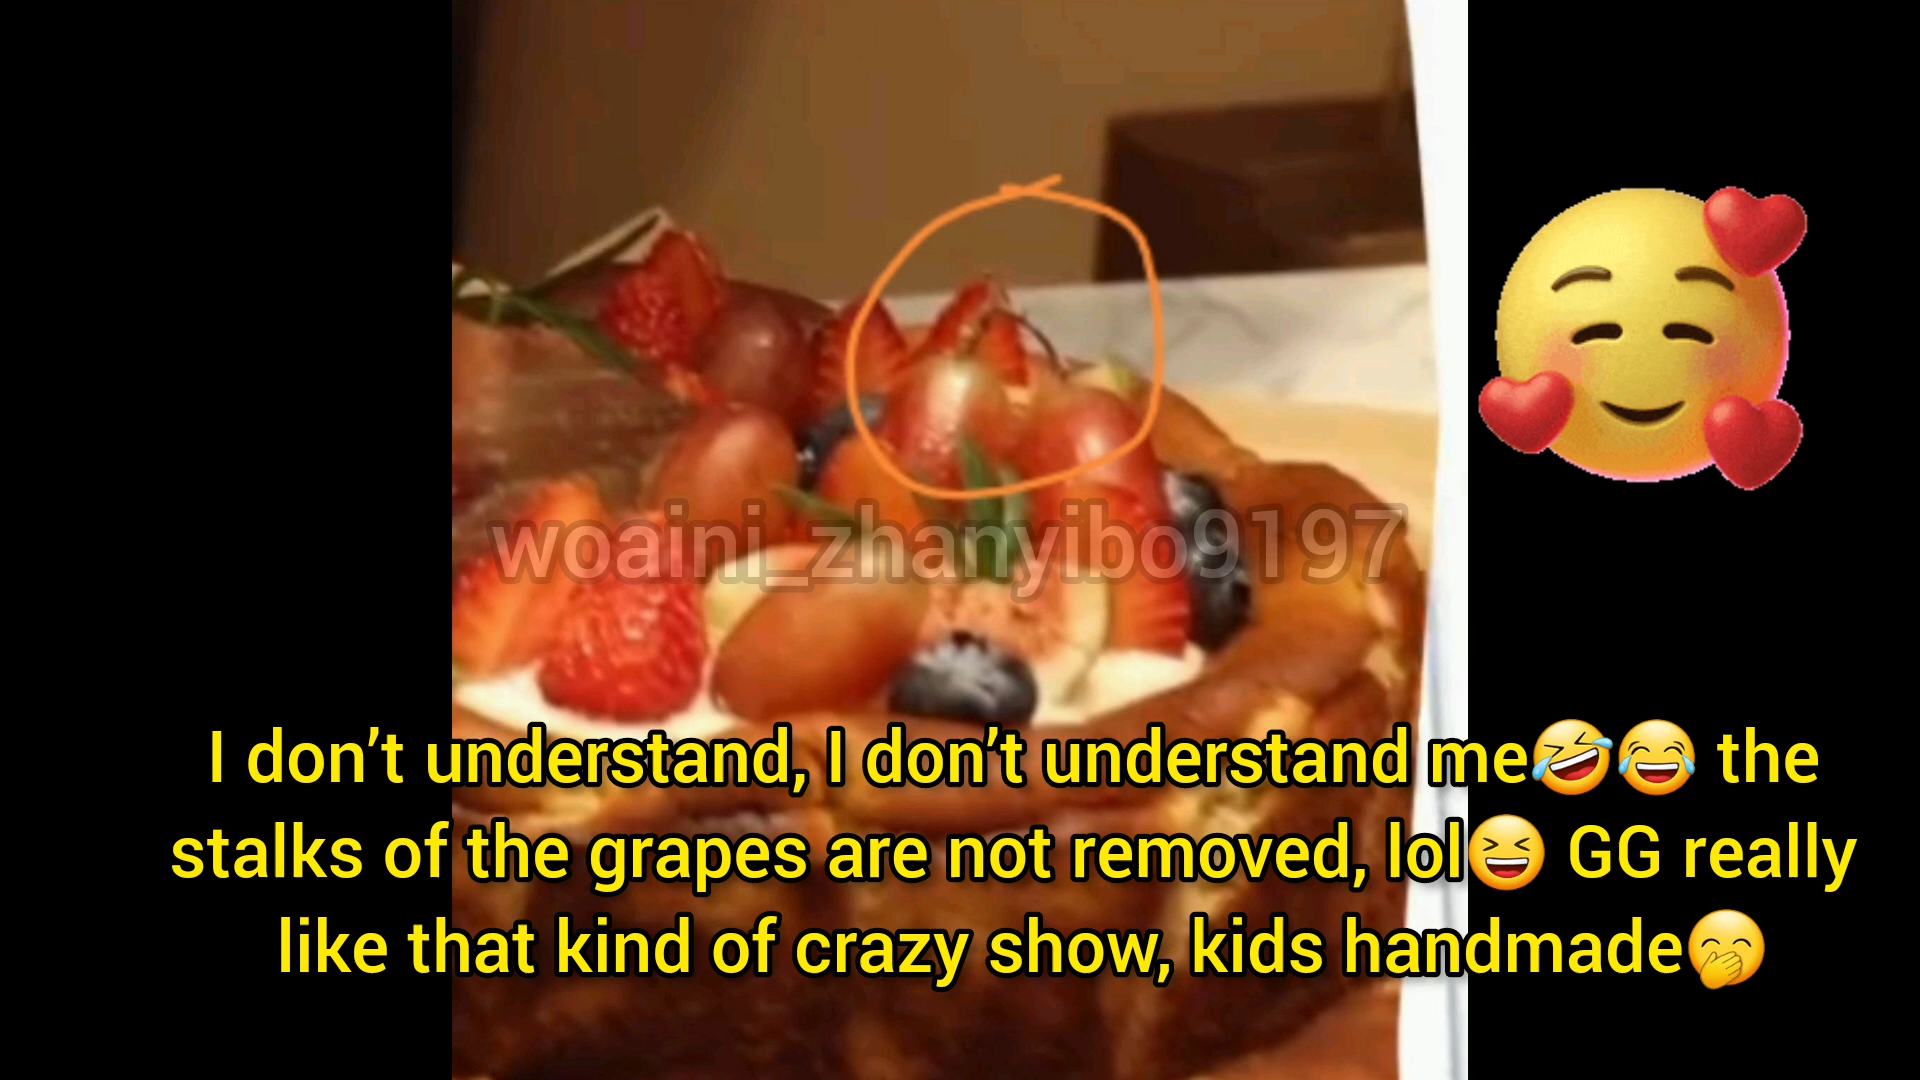 woaini_zhanyibo9197
I don’t understand, I don’t understand me🤣😂 the
stalks of the grapes are not removed, lol😆 GG really
like that kind of crazy show, kids handmade🤭